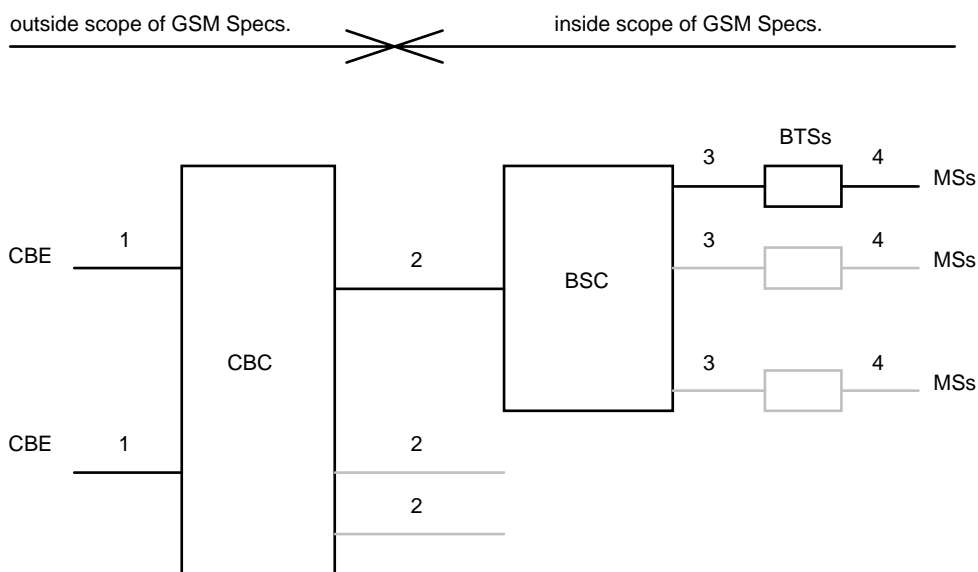 outside scope of GSM Specs.
inside scope of GSM Specs.
BTSs
3
4
MSs
1
CBE
2
3
4
MSs
BSC
CBC
3
4
MSs
CBE
1
2
2